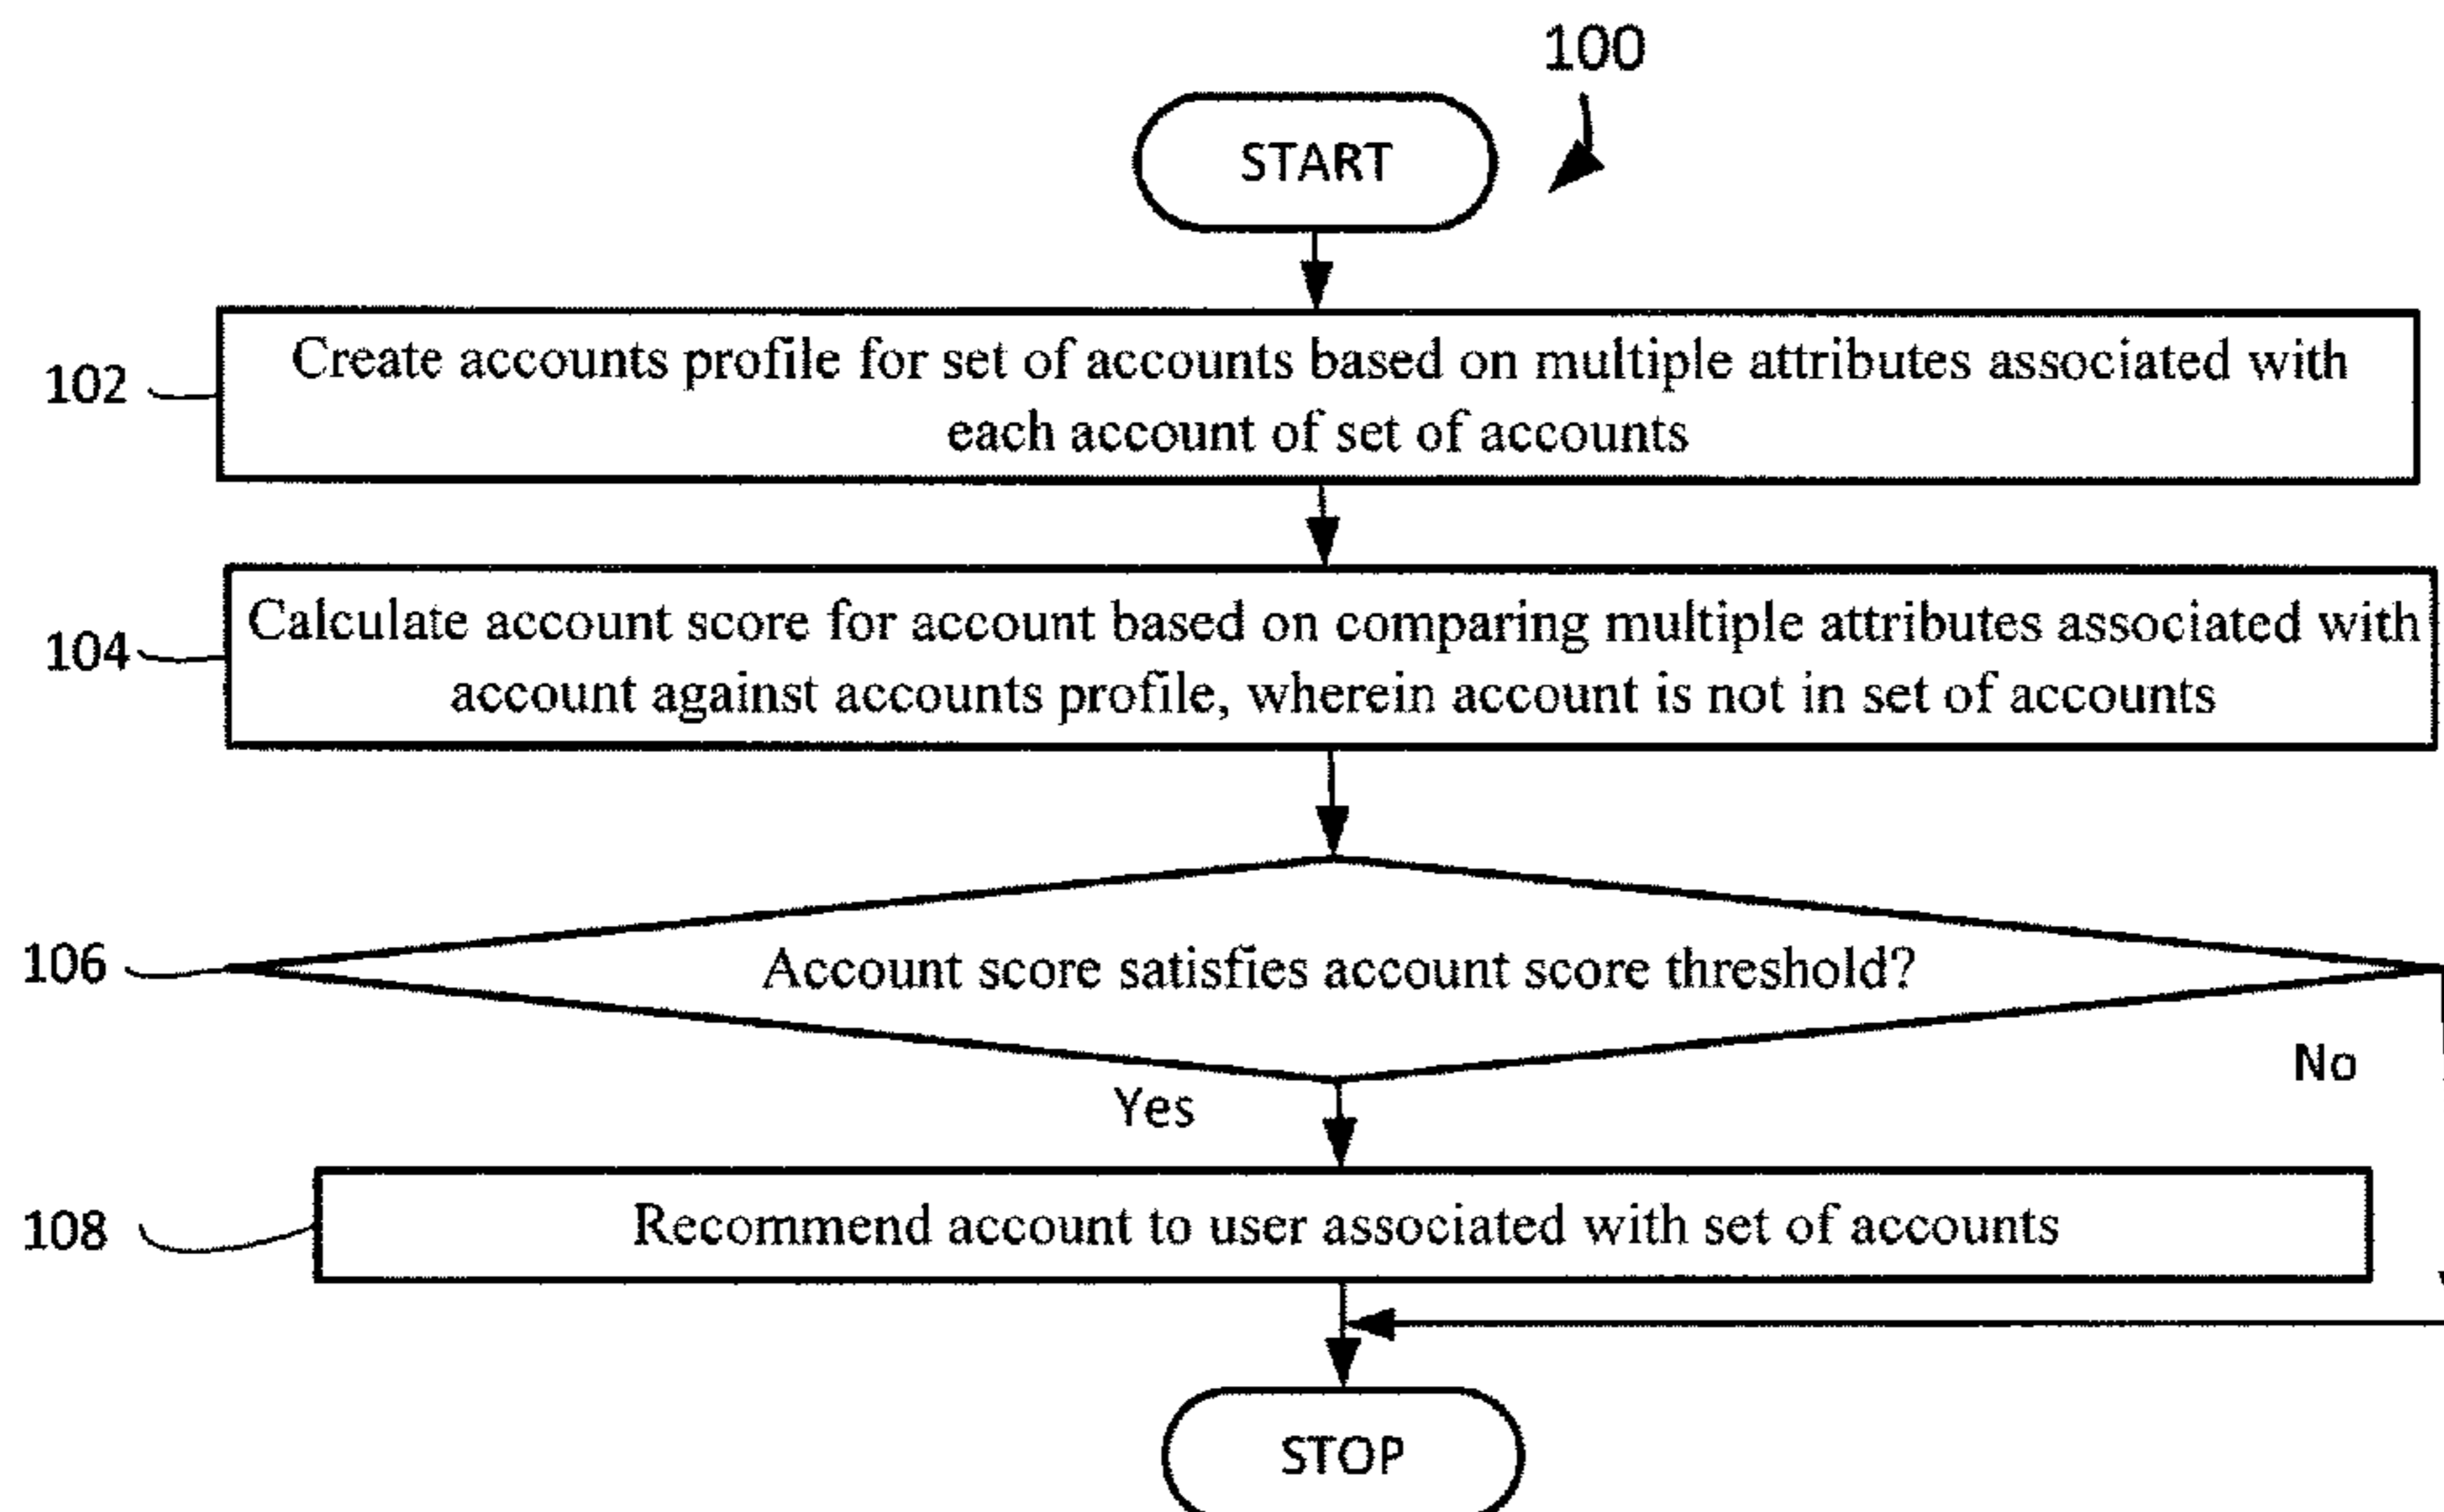 100
START
102
Create accounts profile for set of accounts based on multiple attributes associated with
each account of set of accounts
104
Calculate account score for account based on comparing multiple attributes associated with
account against accounts profile, wherein account is not in set of accounts
106
Account score satisfies account score threshold?
No
Yes
108
Recommend account to user associated with set of accounts
STOP